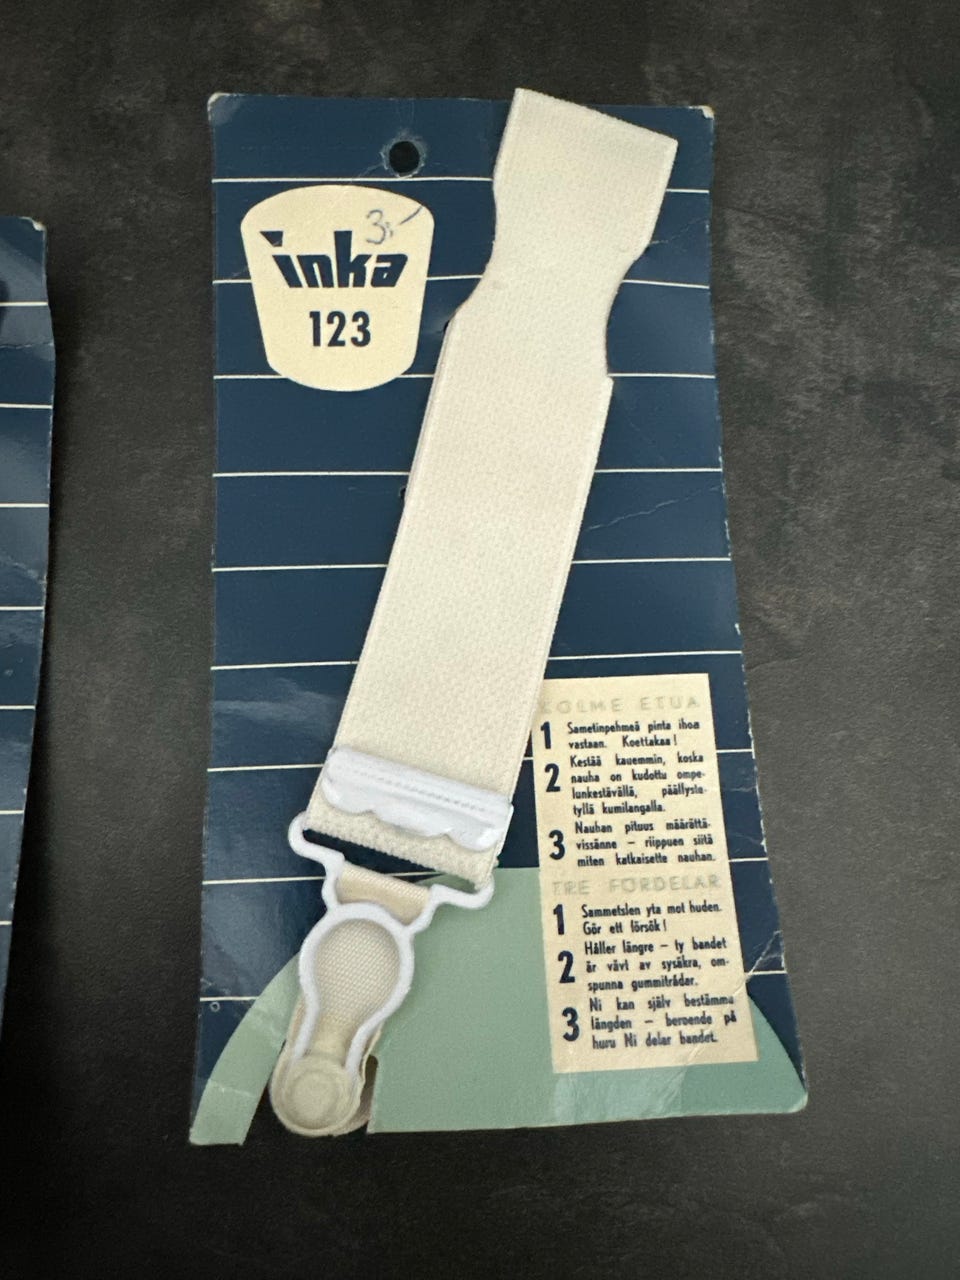 3:-
inka
123
KOLME ETUA
1 Sametinpehmeä pinta ihoa
vastaan. Koettakaa!
2 Kestää kauemmin, koska
nauha on kudottu ompe-
lunkestävällä, päällyste-
tyllä kumilangalla.
3 Nauhan pituus määrättä-
vissänne – riippuen siitä
miten katkaisette nauhan.
TRE FÖRDELAR
1 Sammetslen yta mot huden.
Gör ett försök!
2 Håller längre – ty bandet
är vävt av sysäkra, om-
spunna gummitrådar.
3 Ni kan själv bestämma
längden – beroende på
huru Ni delar bandet.